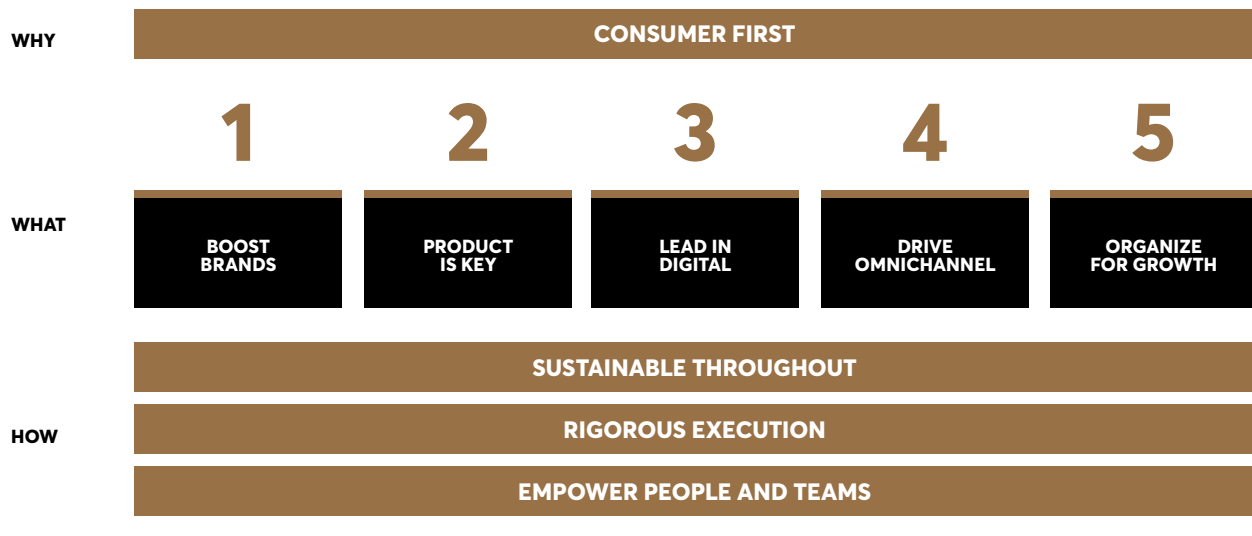 WHY
CONSUMER FIRST
1
2
3
4
5
WHAT
BOOST
BRANDS
PRODUCT
IS KEY
LEAD IN
DIGITAL
DRIVE
OMNICHANNEL
ORGANIZE
FOR GROWTH
HOW
SUSTAINABLE THROUGHOUT
RIGOROUS EXECUTION
EMPOWER PEOPLE AND TEAMS